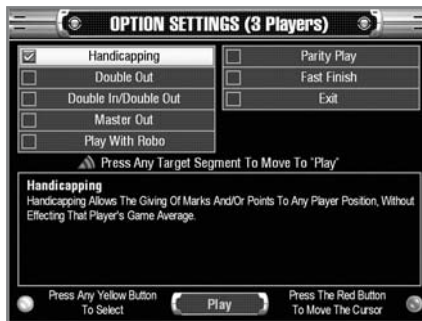 OPTION SETTINGS (3 Players)
Handicapping
Double Out
Double In/Double Out
Master Out
Play With Robo
Parity Play
Fast Finish
Exit
Press Any Target Segment To Move To "Play"
Handicapping
Handicapping Allows The Giving Of Marks And/Or Points To Any Player Position, Without
Effecting That Player's Game Average.
Press Any Yellow Button
To Select
Play
Press The Red Button
To Move The Cursor